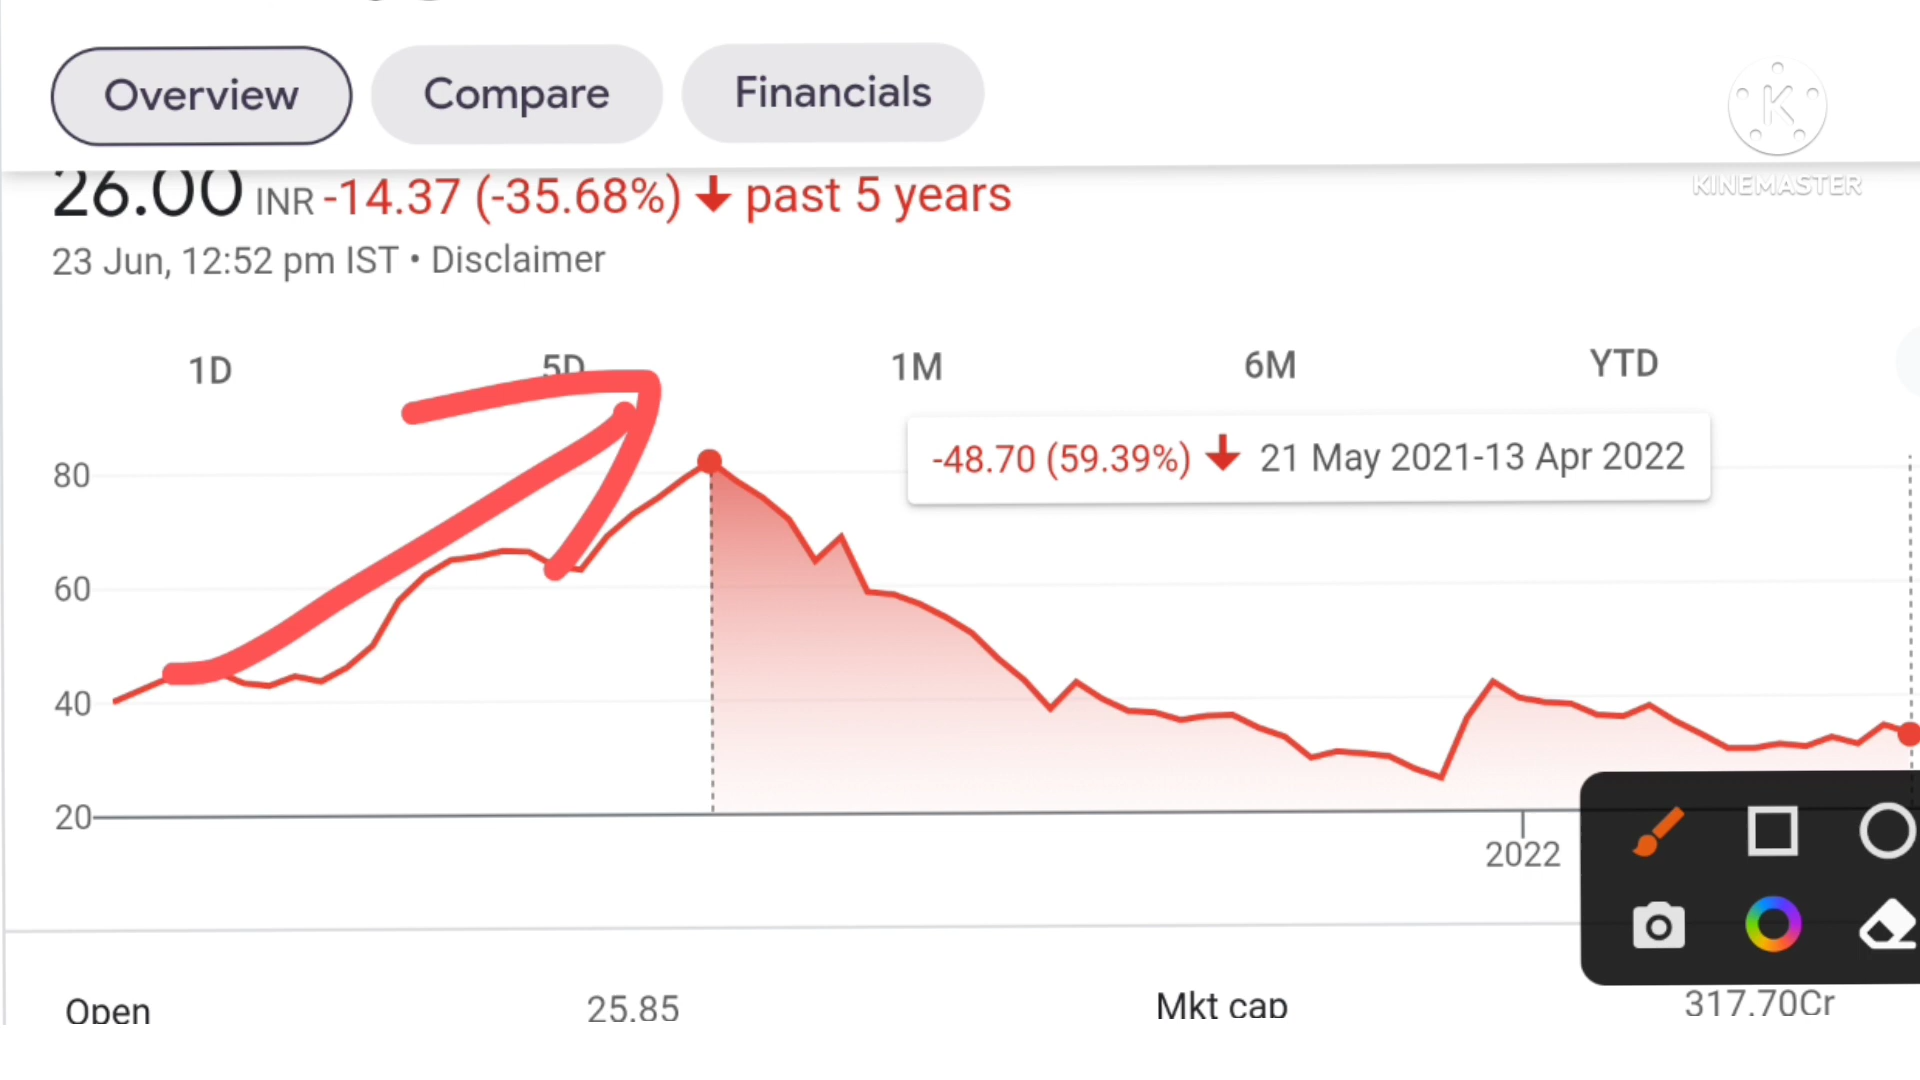 Overview Compare Financials
K
KINEMASTER
26.00 INR -14.37 (-35.68%) past 5 years
23 Jun, 12:52 pm IST • Disclaimer
1D 5D 1M 6M YTD
-48.70 (59.39%) 21 May 2021-13 Apr 2022
80
60
40
20
2022
Open 25.85 Mkt cap 317.70Cr